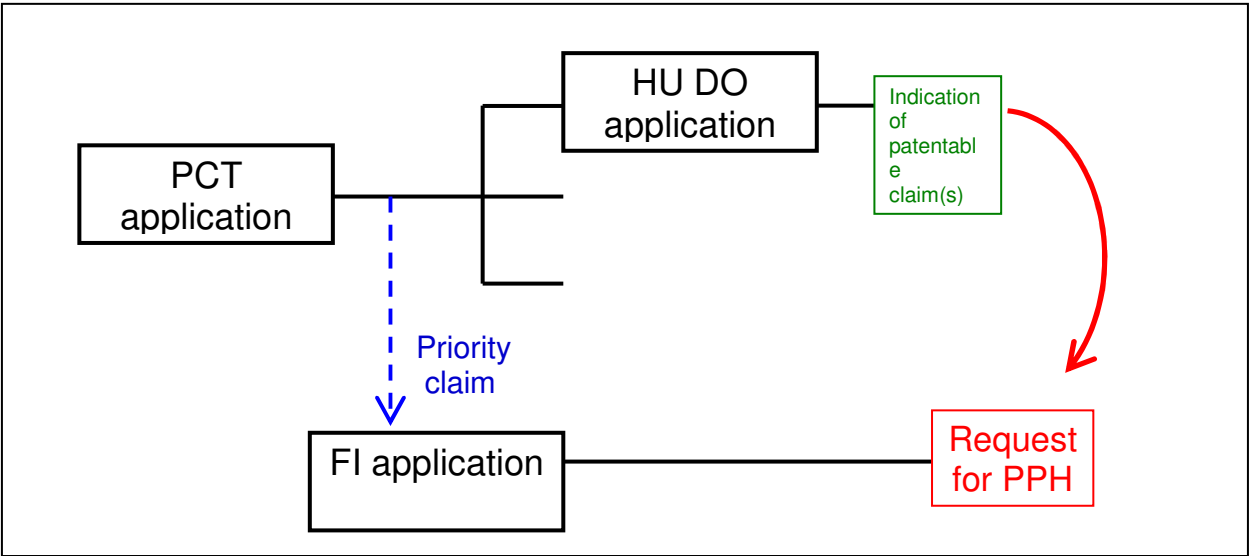 HU DO
application
Indication
of
patentabl
e
claim(s)
PCT
application
Priority
claim
FI application
Request
for PPH